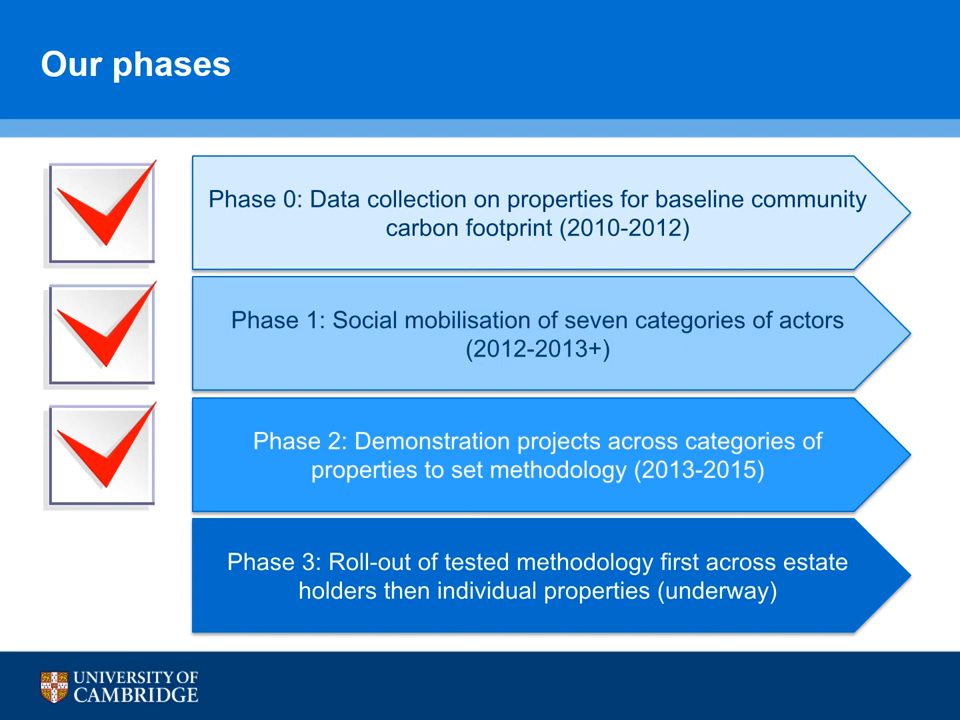 Our phases
Phase 0: Data collection on properties for baseline community
carbon footprint (2010-2012)
Phase 1: Social mobilisation of seven categories of actors
(2012-2013+)
Phase 2: Demonstration projects across categories of
properties to set methodology (2013-2015)
Phase 3: Roll-out of tested methodology first across estate
holders then individual properties (underway)
UNIVERSITY OF
CAMBRIDGE